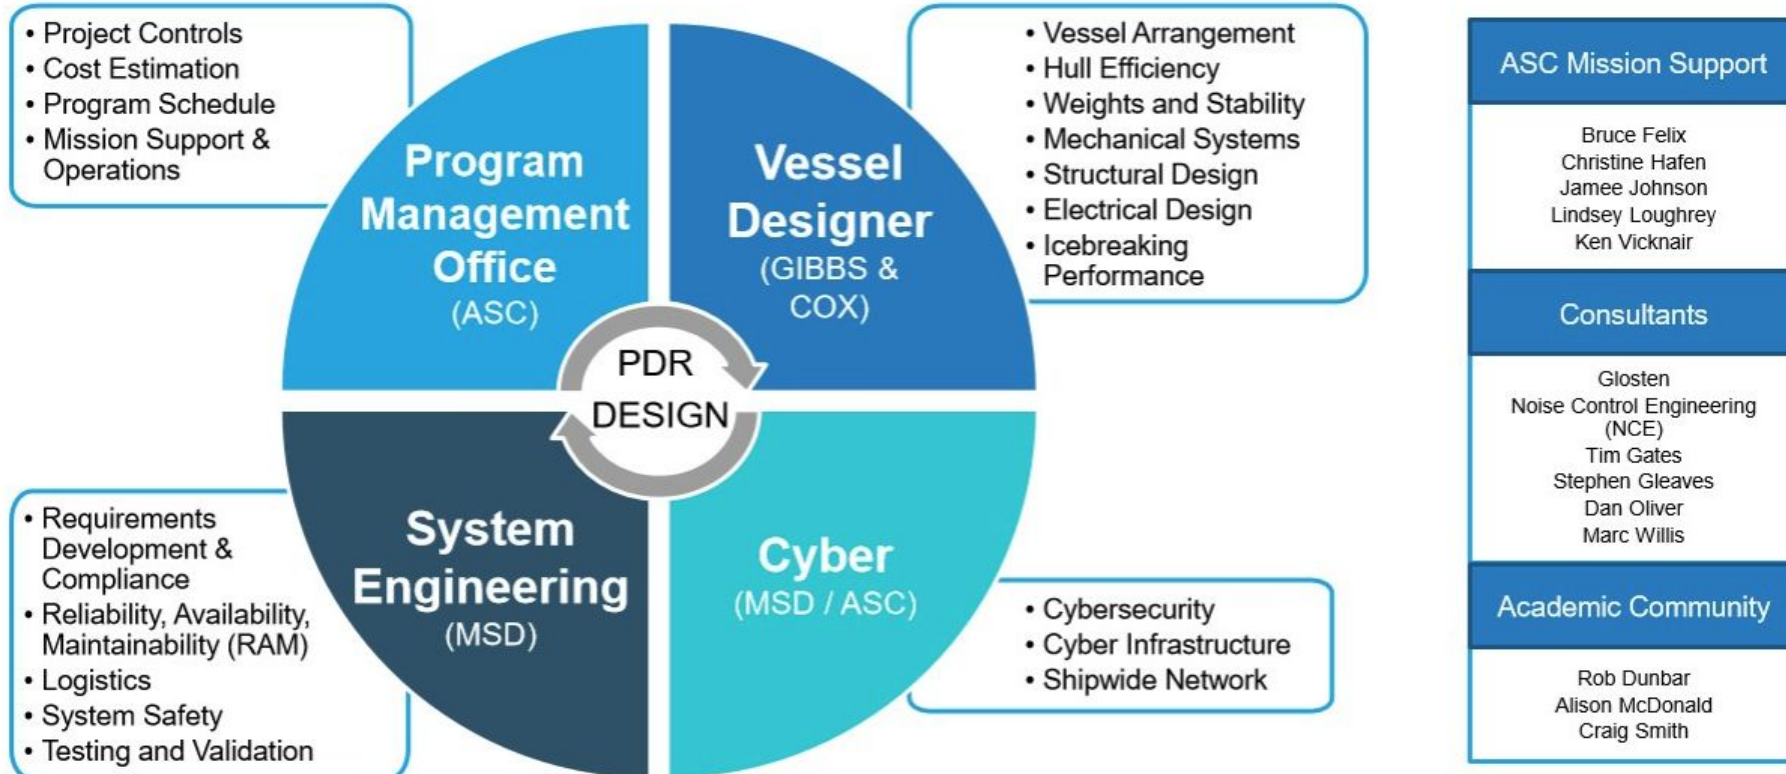 • Project Controls
• Cost Estimation
• Program Schedule
• Mission Support &
Operations
Program
Management
Office
(ASC)
Vessel
Designer
(GIBBS &
COX)
• Vessel Arrangement
• Hull Efficiency
• Weights and Stability
• Mechanical Systems
• Structural Design
• Electrical Design
• Icebreaking
Performance
PDR
DESIGN
• Requirements
Development &
Compliance
• Reliability, Availability,
Maintainability (RAM)
• Logistics
• System Safety
• Testing and Validation
System
Engineering
(MSD)
Cyber
(MSD / ASC)
• Cybersecurity
• Cyber Infrastructure
• Shipwide Network
ASC Mission Support
Bruce Felix
Christine Hafen
Jamee Johnson
Lindsey Loughrey
Ken Vicknair
Consultants
Glosten
Noise Control Engineering
(NCE)
Tim Gates
Stephen Gleaves
Dan Oliver
Marc Willis
Academic Community
Rob Dunbar
Alison McDonald
Craig Smith